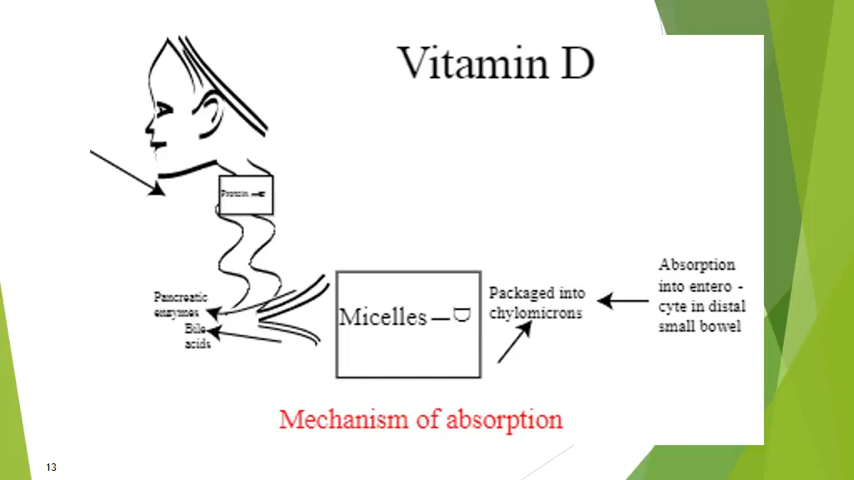 Vitamin D
Protein
Pancreatic
enzymes
Bile
acids
Micelles – D
Packaged into
chylomicrons
Absorption
into entero -
cyte in distal
small bowel
Mechanism of absorption
13